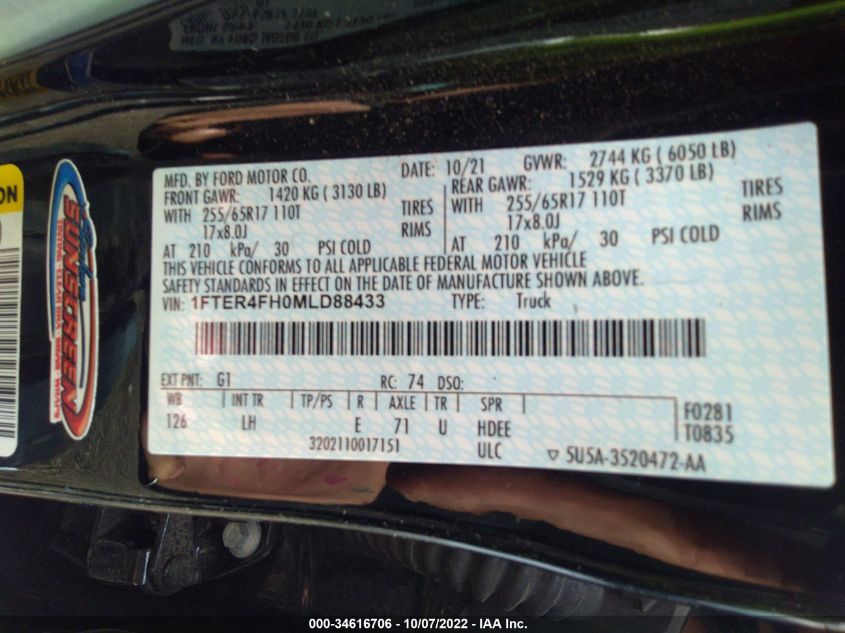 MFD. BY FORD MOTOR CO. DATE: 10/21 GVWR: 2744 KG ( 6050 LB)
FRONT GAWR: 1420 KG ( 3130 LB) REAR GAWR: 1529 KG ( 3370 LB)
WITH 255/65R17 110T TIRES WITH 255/65R17 110T TIRES
17x8.0J RIMS 17x8.0J RIMS
AT 210 kPa/ 30 PSI COLD AT 210 kPa/ 30 PSI COLD
THIS VEHICLE CONFORMS TO ALL APPLICABLE FEDERAL MOTOR VEHICLE
SAFETY STANDARDS IN EFFECT ON THE DATE OF MANUFACTURE SHOWN ABOVE.
VIN: 1FTER4FH0MLD88433 TYPE: Truck
EXT PNT: G1 RC: 74 DSO:
WB INT TR TP/PS R AXLE TR SPR F0281
126 LH E 71 U HDEE T0835
3202110017151 ULC ▽ 5U5A-3520472-AA
ON
SUNSCREEN
000-34616706 - 10/07/2022 - IAA Inc.